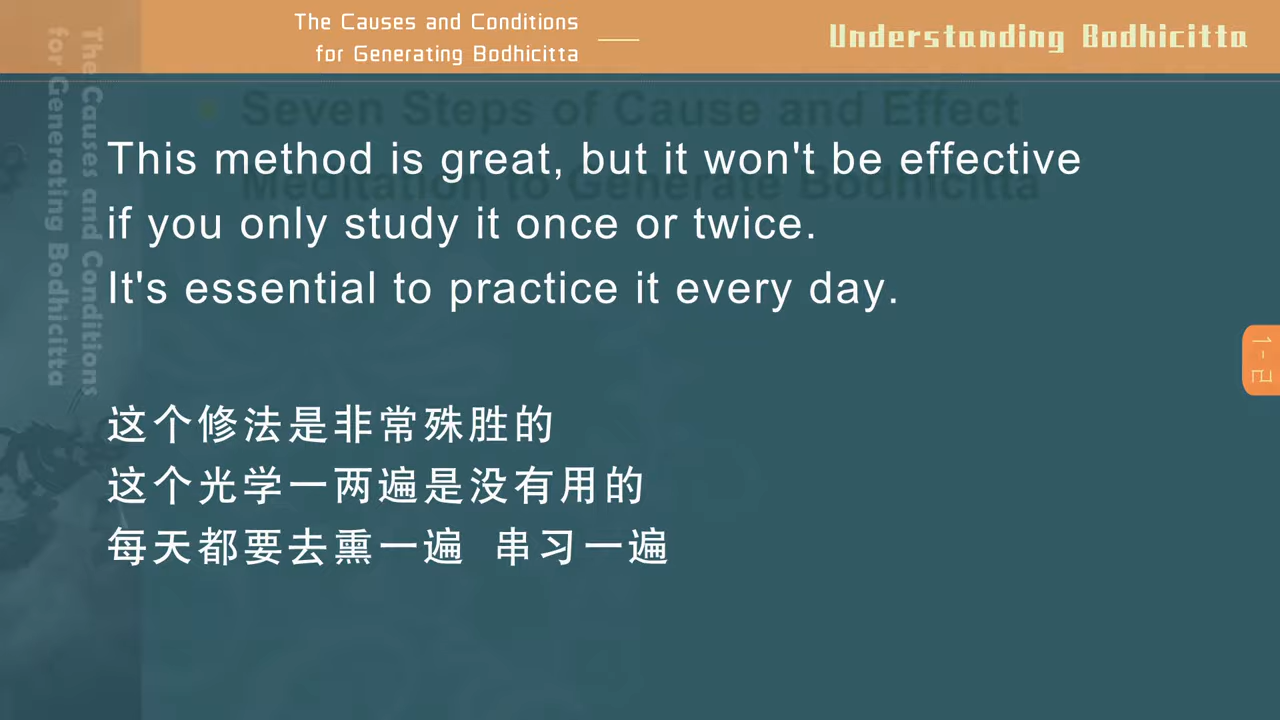 The Causes and Conditions
for Generating Bodhicitta
Understanding Bodhicitta
The Causes and Conditions
for Generating Bodhicitta
Seven Steps of Cause and Effect
Meditation to Generate Bodhicitta
This method is great, but it won't be effective
if you only study it once or twice.
It's essential to practice it every day.
这个修法是非常殊胜的
这个光学一两遍是没有用的
每天都要去熏一遍 串习一遍